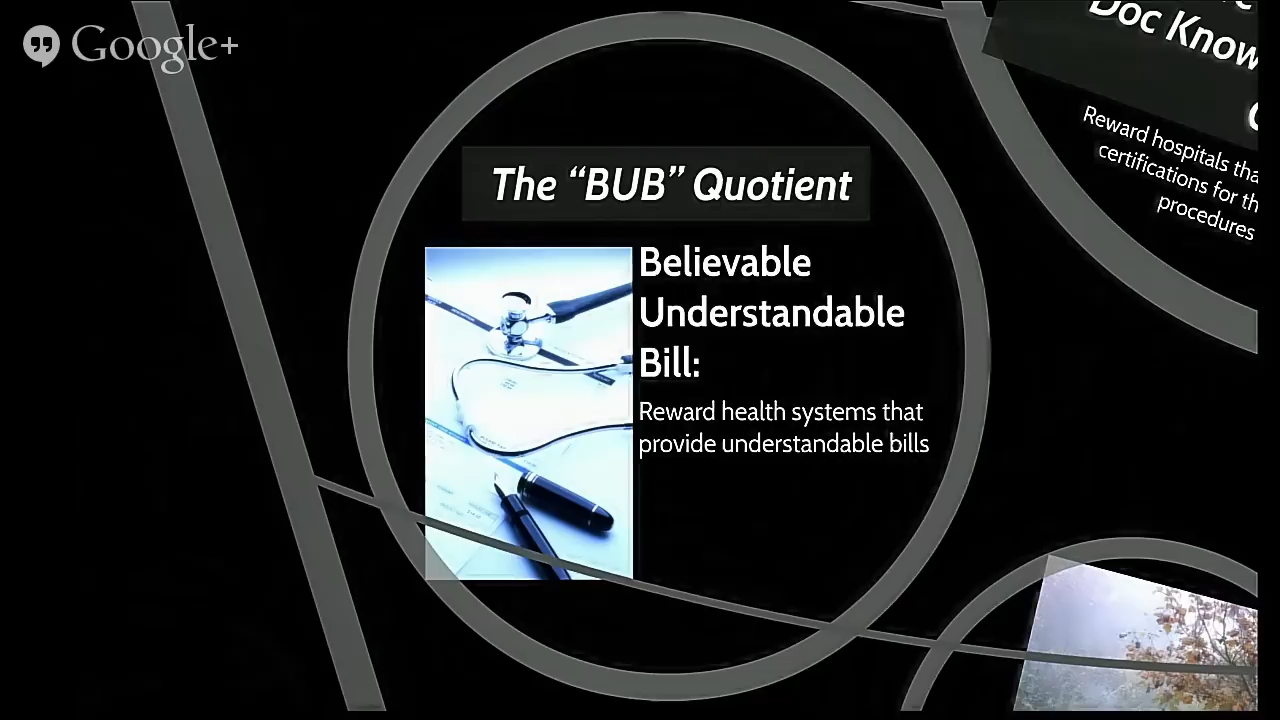 Google+
Doc Know
Reward hospitals tha
certifications for th
procedures
The “BUB” Quotient
Believable
Understandable
Bill:
Reward health systems that
provide understandable bills